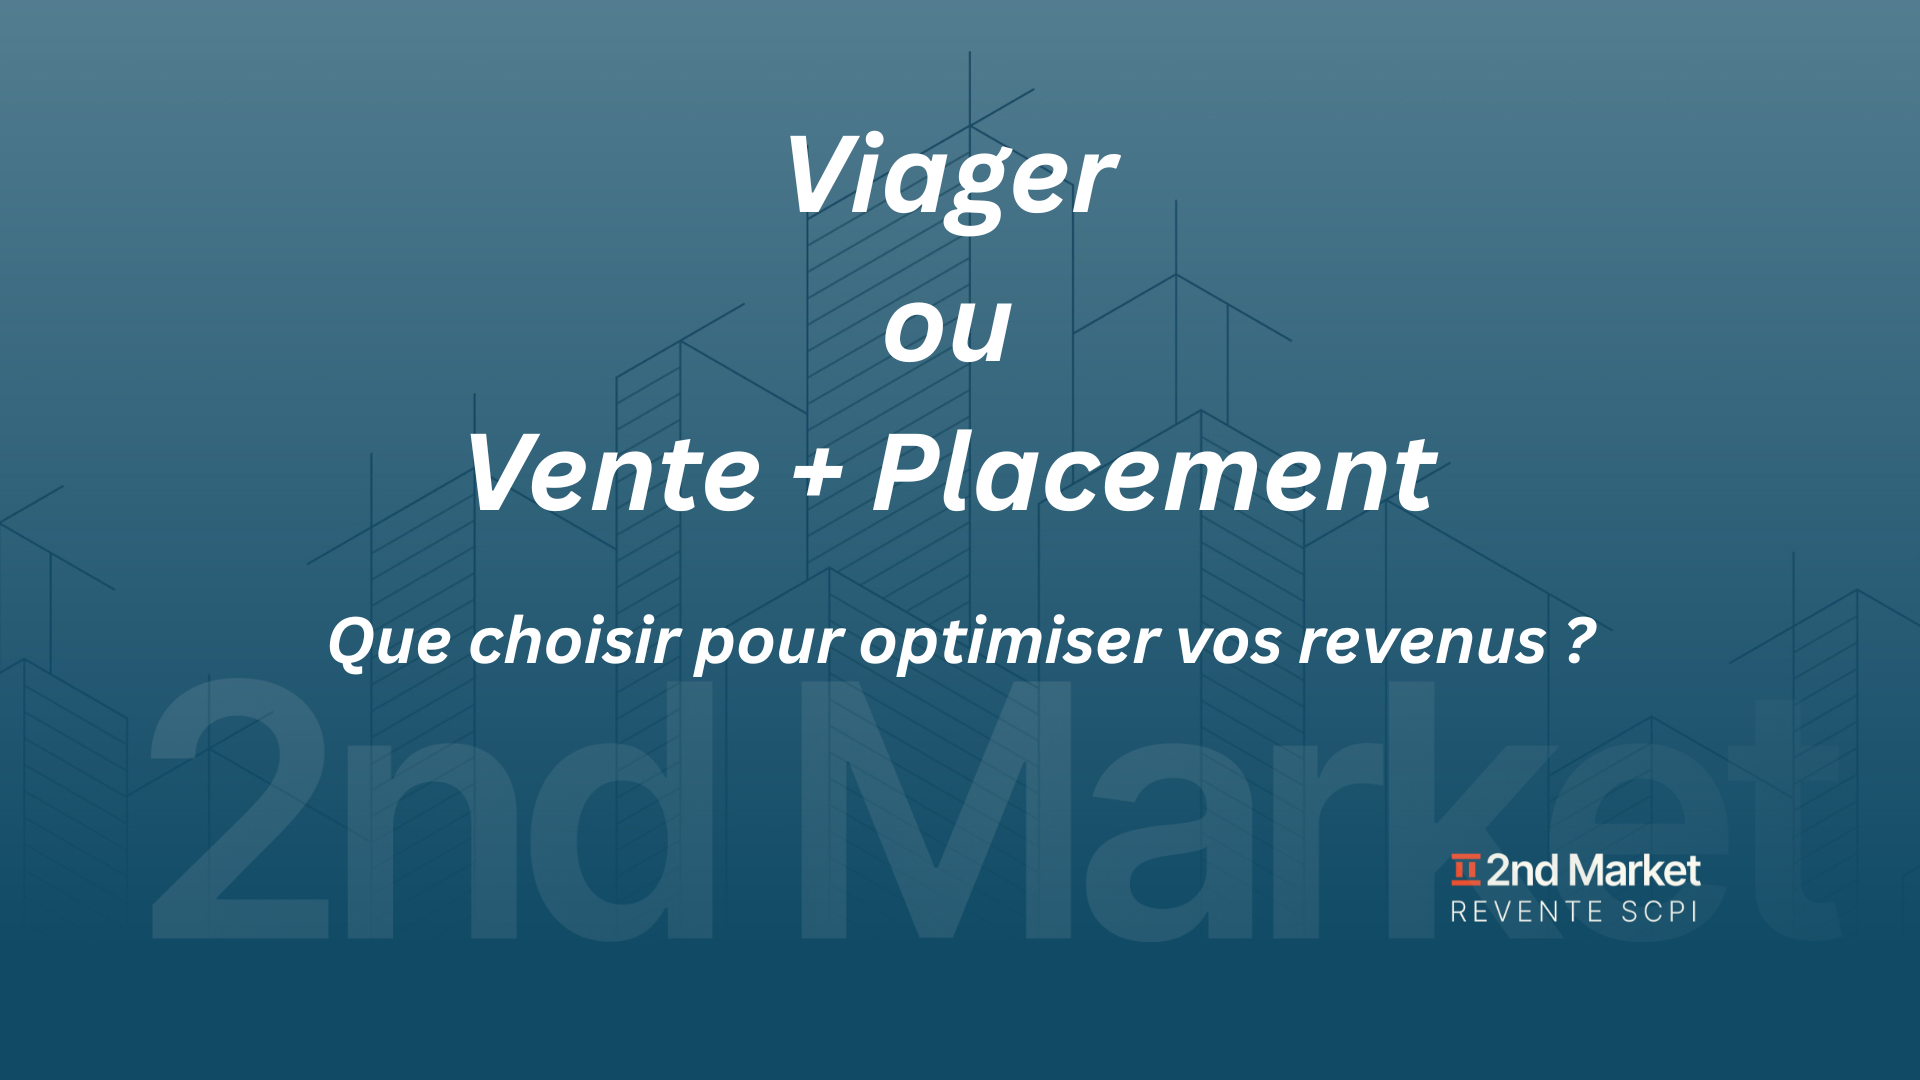 Viager
ou
Vente + Placement
Que choisir pour optimiser vos revenus ?
2nd Market
2nd Market
REVENTE SCPI